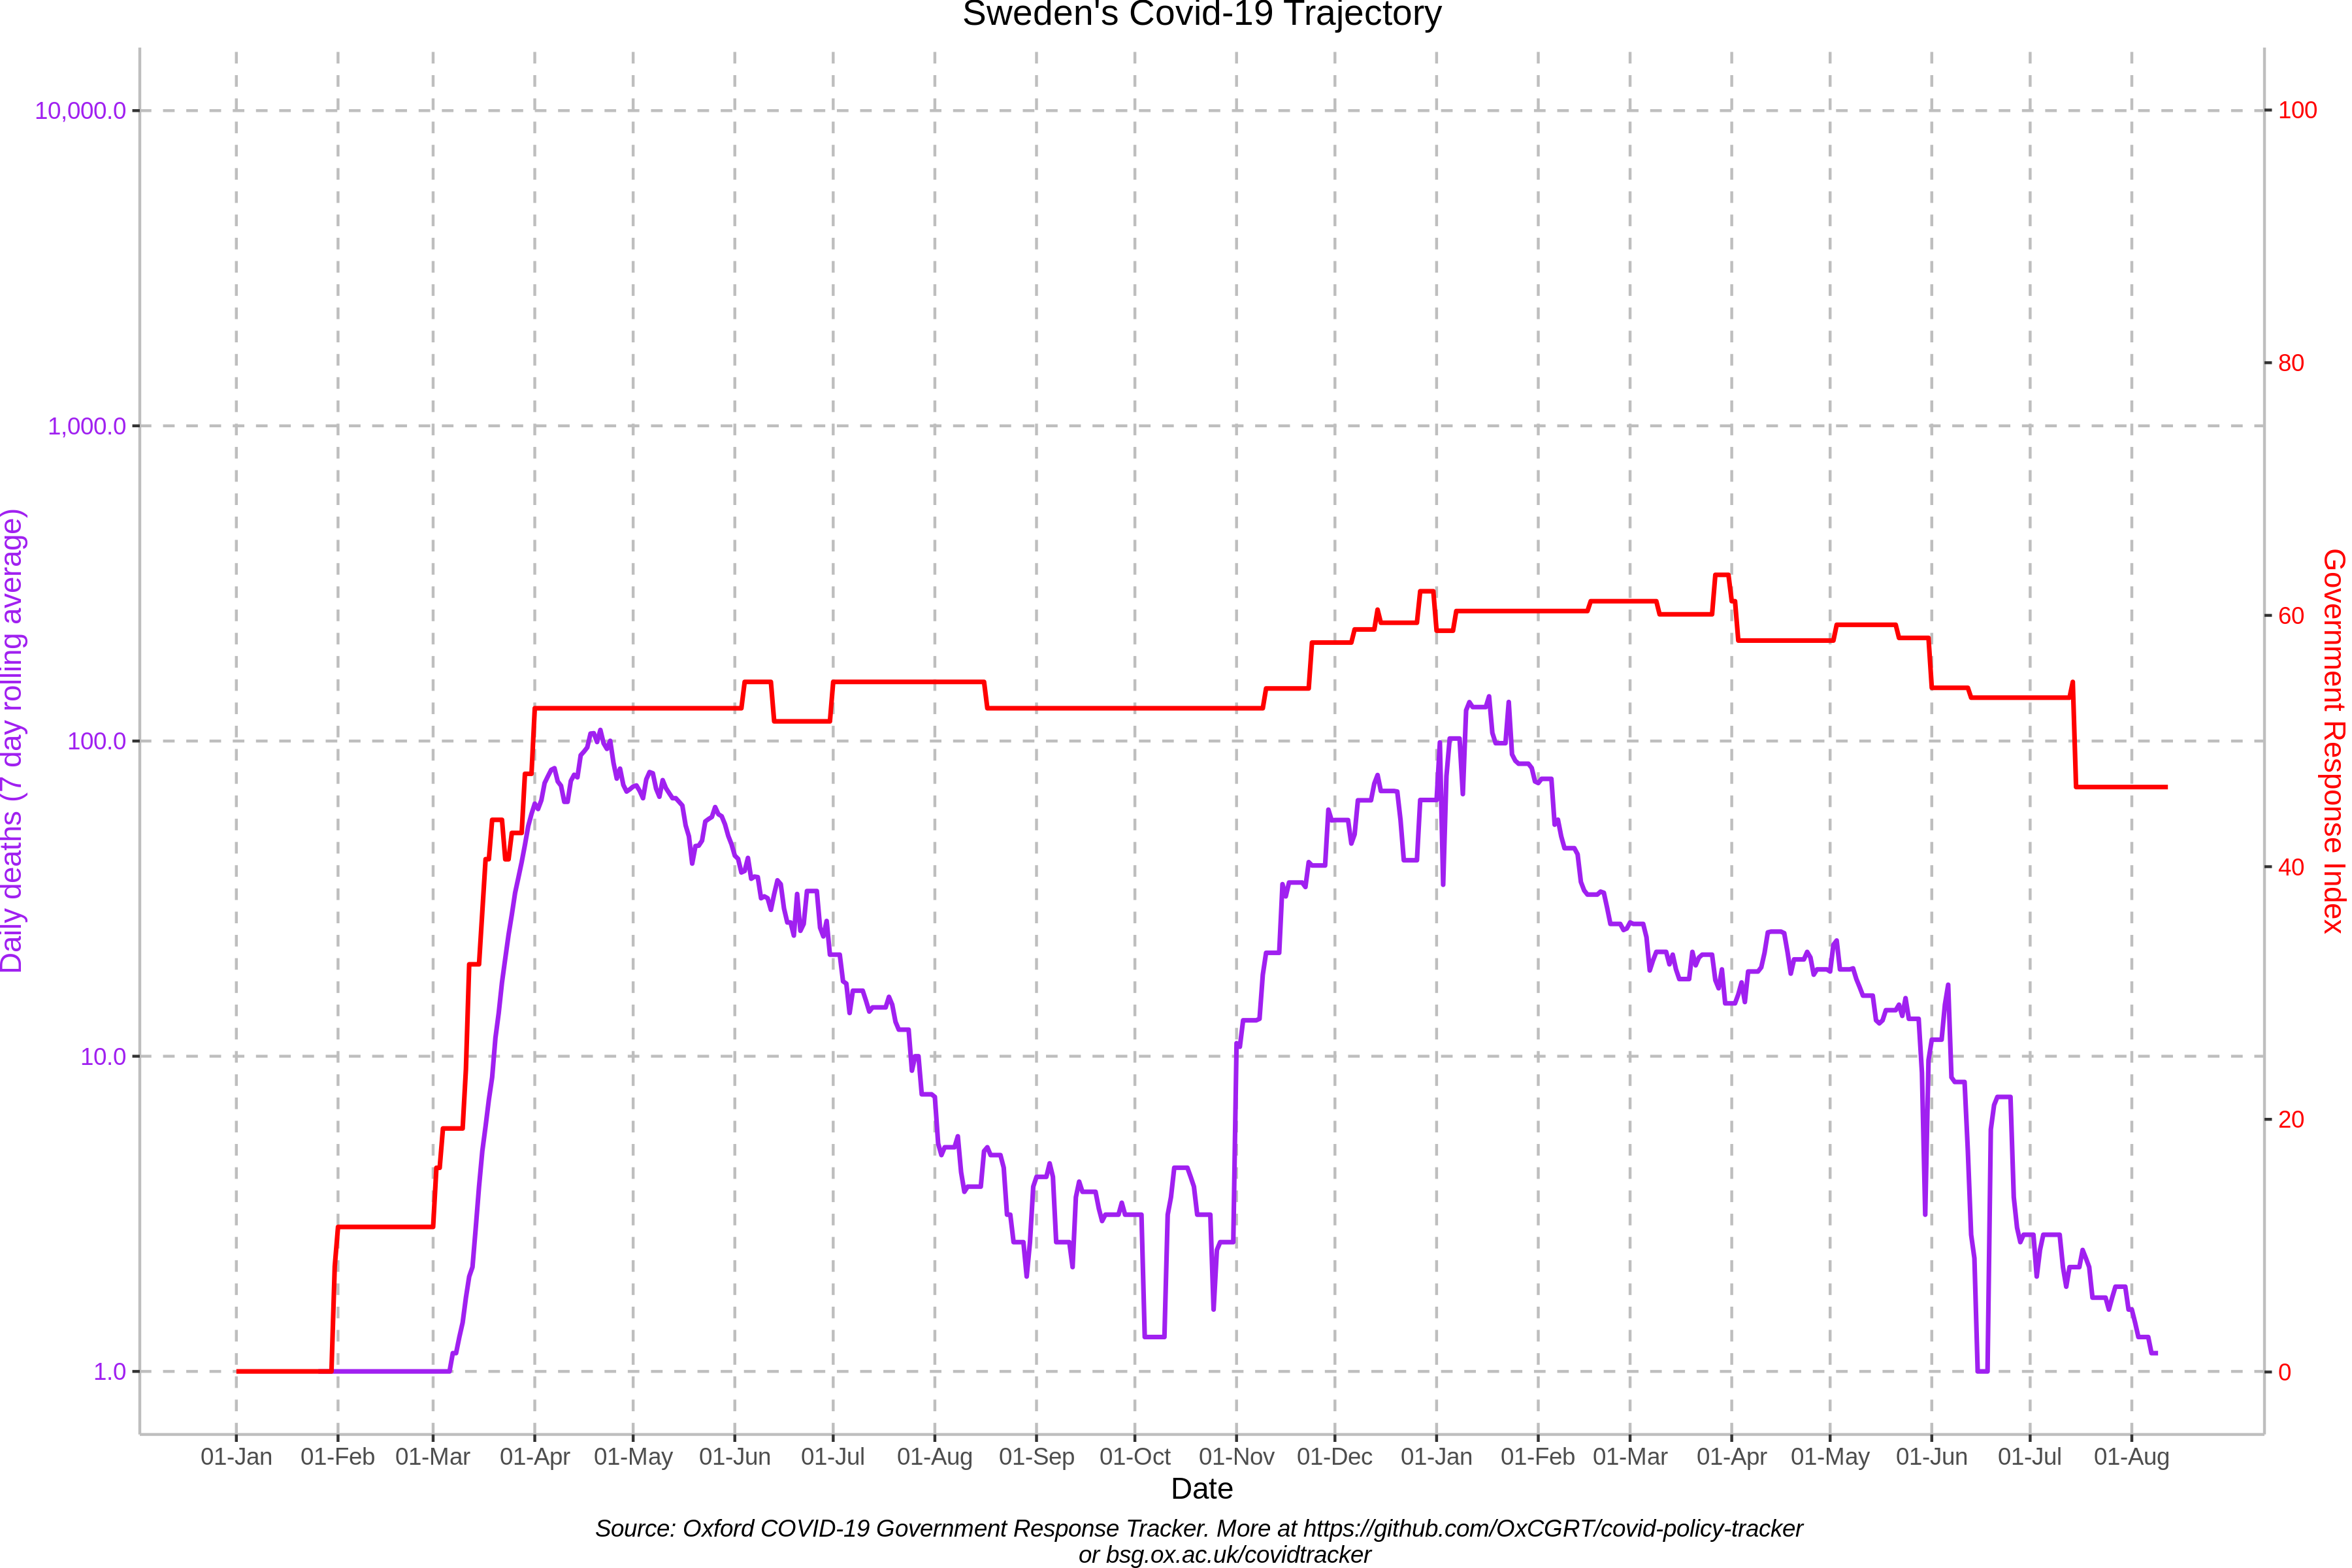 Sweden's Covid-19 Trajectory
10,000.0
1,000.0
100.0
10.0
1.0
Daily deaths (7 day rolling average)
100
80
60
40
20
0
Government Response Index
01-Jan 01-Feb 01-Mar 01-Apr 01-May 01-Jun 01-Jul 01-Aug 01-Sep 01-Oct 01-Nov 01-Dec 01-Jan 01-Feb 01-Mar 01-Apr 01-May 01-Jun 01-Jul 01-Aug
Date
Source: Oxford COVID-19 Government Response Tracker. More at https://github.com/OxCGRT/covid-policy-tracker
or bsg.ox.ac.uk/covidtracker